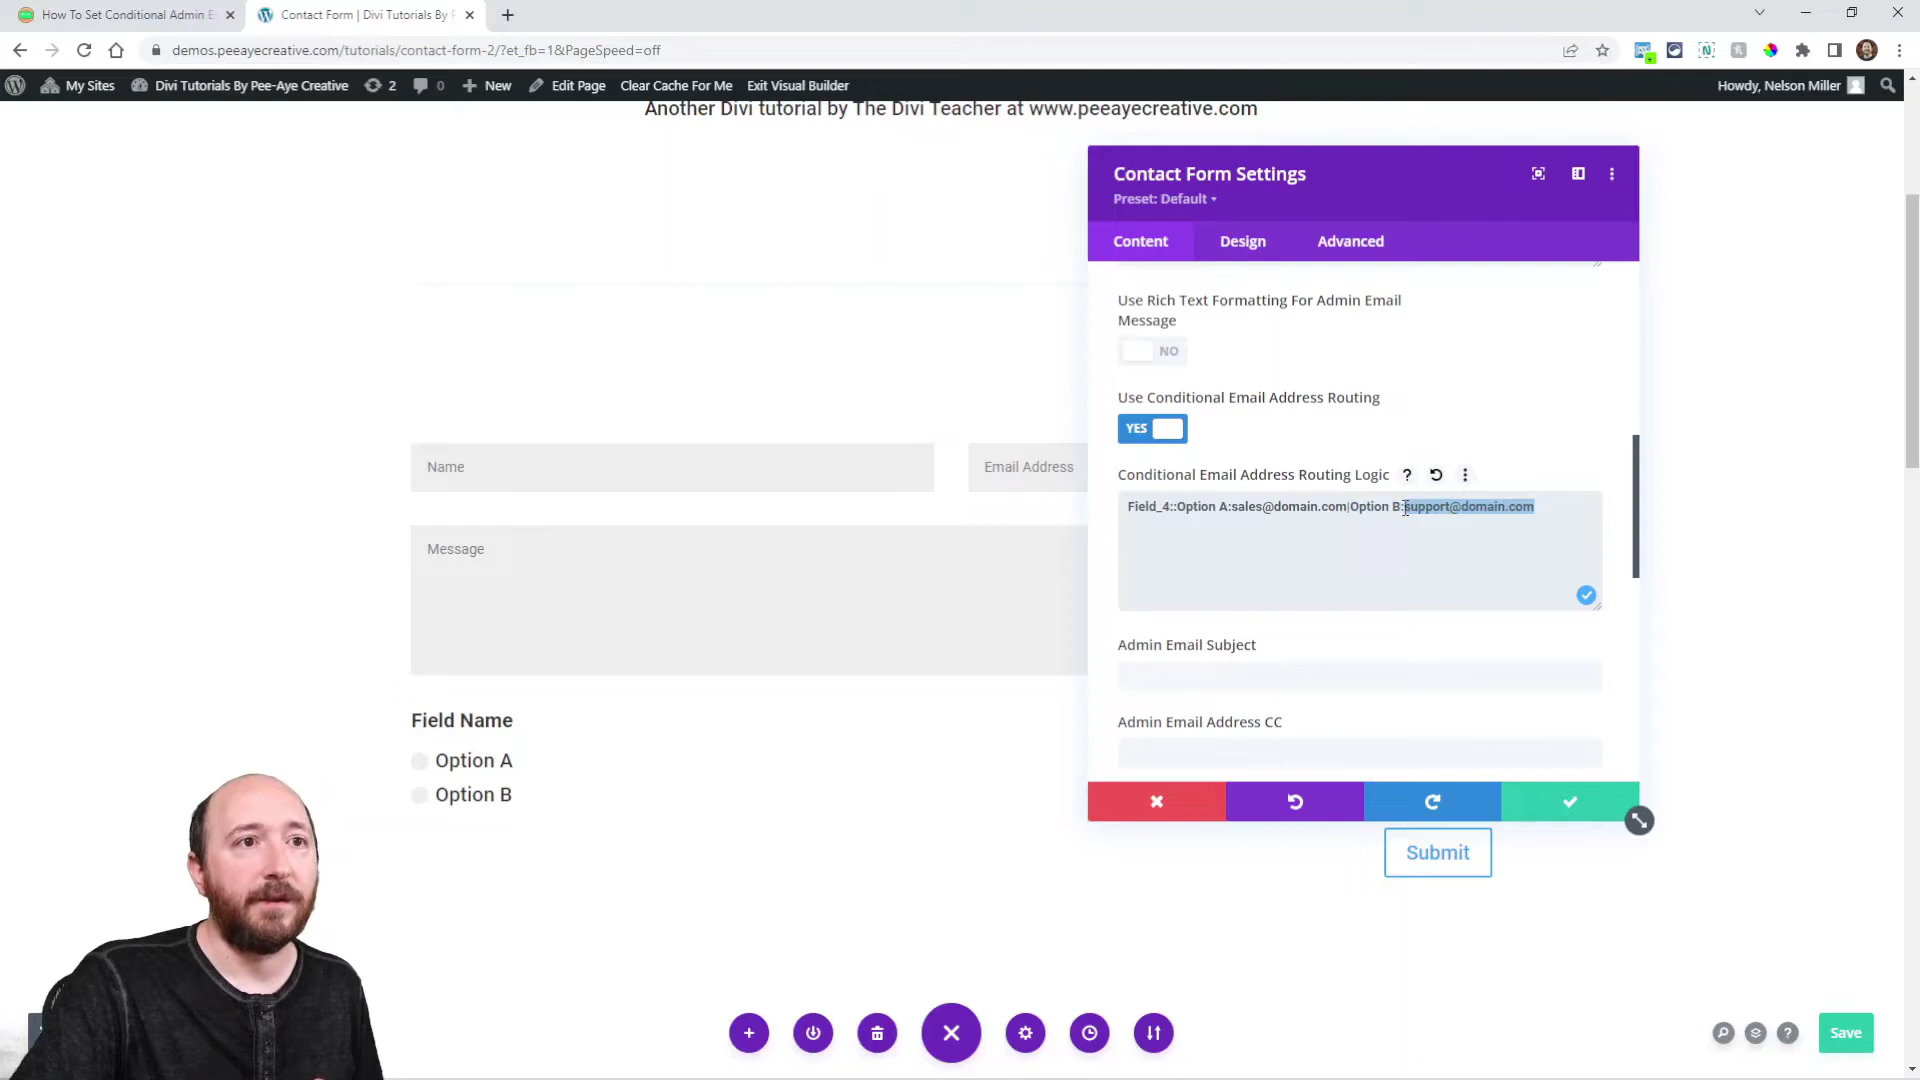 How To Set Conditional Admin E
Contact Form | Divi Tutorials By P
demos.peeayecreative.com/tutorials/contact-form-2/?et_fb=1&PageSpeed=off
My Sites
Divi Tutorials By Pee-Aye Creative
2
0
New
Edit Page
Clear Cache For Me
Exit Visual Builder
Howdy, Nelson Miller
Another Divi tutorial by The Divi Teacher at www.peeayecreative.com
Contact Form Settings
Preset: Default
Content
Design
Advanced
Use Rich Text Formatting For Admin Email
Message
NO
Use Conditional Email Address Routing
YES
Conditional Email Address Routing Logic
Field_4::Option A:sales@domain.com|Option B:support@domain.com
Admin Email Subject
Admin Email Address CC
Name
Email Address
Message
Field Name
Option A
Option B
Submit
Save